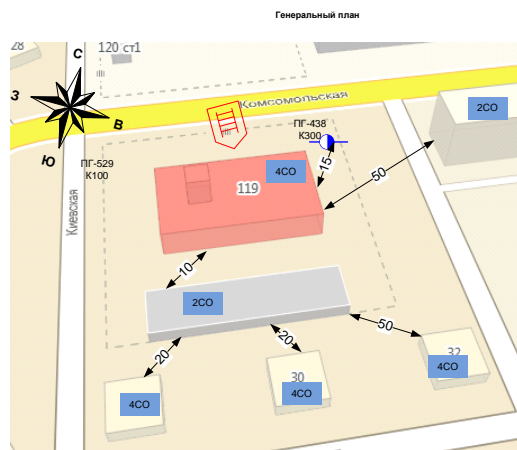 Генеральный план
28
120 ст1
С
З
В
Ю
Комсомольская
2СО
ПГ-438
К300
ПГ-529
К100
4СО
119
15
50
Киевская
10
2СО
20
20
50
32
4СО
30
4СО
4СО